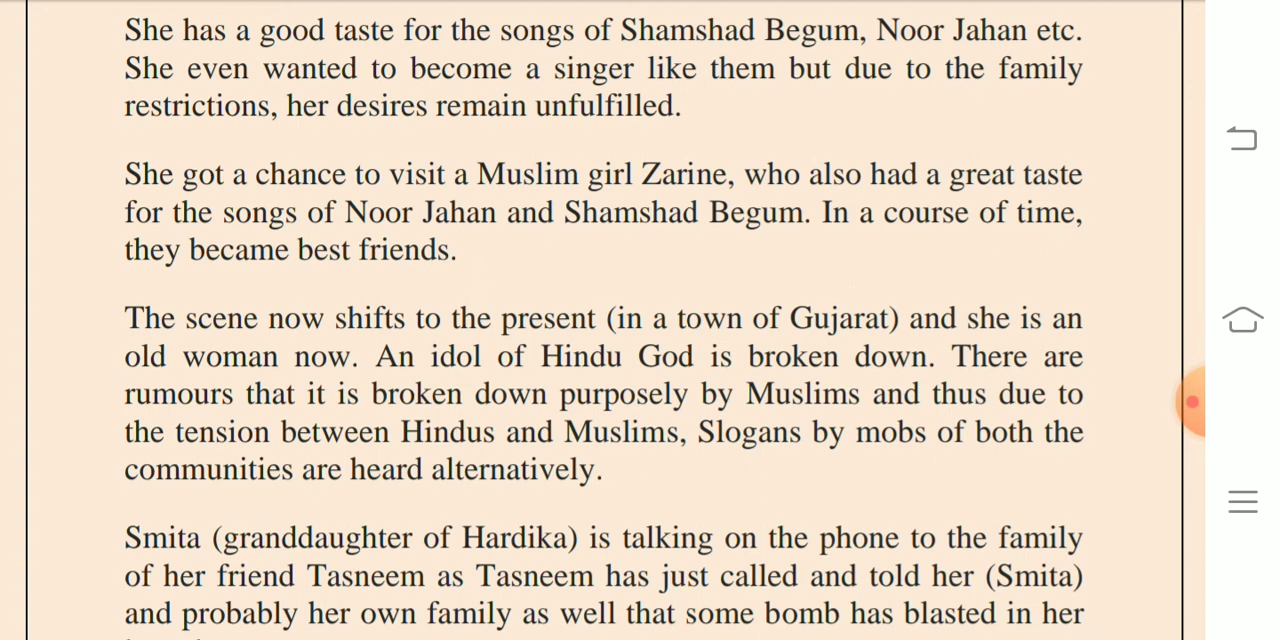 She has a good taste for the songs of Shamshad Begum, Noor Jahan etc.
She even wanted to become a singer like them but due to the family
restrictions, her desires remain unfulfilled.
She got a chance to visit a Muslim girl Zarine, who also had a great taste
for the songs of Noor Jahan and Shamshad Begum. In a course of time,
they became best friends.
The scene now shifts to the present (in a town of Gujarat) and she is an
old woman now. An idol of Hindu God is broken down. There are
rumours that it is broken down purposely by Muslims and thus due to
the tension between Hindus and Muslims, Slogans by mobs of both the
communities are heard alternatively.
Smita (granddaughter of Hardika) is talking on the phone to the family
of her friend Tasneem as Tasneem has just called and told her (Smita)
and probably her own family as well that some bomb has blasted in her